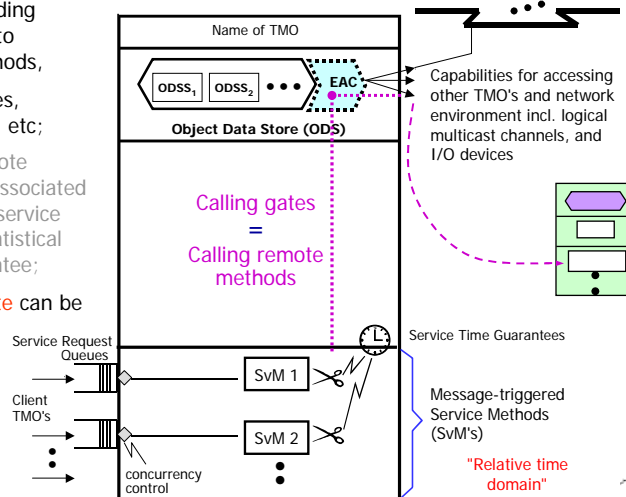 ding
to
nods,
es,
etc;
ote
associated
service
atistical
ntee;
te can be
Name of TMO
ODSS1 ODSS2 EAC
Object Data Store (ODS)
Capabilities for accessing
other TMO's and network
environment incl. logical
multicast channels, and
I/O devices
Calling gates
=
Calling remote
methods
Service Request
Queues
Service Time Guarantees
SvM 1
Client
TMO's
SvM 2
concurrency
control
Message-triggered
Service Methods
(SvM's)
"Relative time
domain"